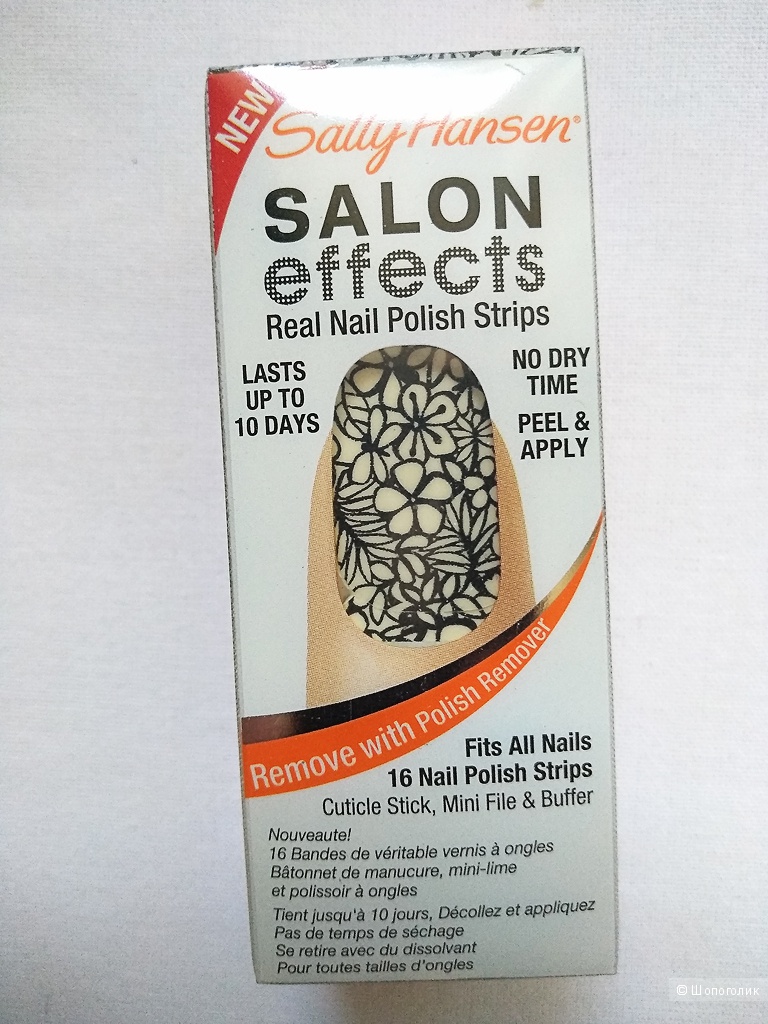 NEW
Sally Hansen®
SALON
effects
Real Nail Polish Strips
LASTS
UP TO
10 DAYS
NO DRY
TIME
PEEL &
APPLY
Remove with Polish Remover
Fits All Nails
16 Nail Polish Strips
Cuticle Stick, Mini File & Buffer
Nouveaute!
16 Bandes de véritable vernis à ongles
Bâtonnet de manucure, mini-lime
et polissoir à ongles
Tient jusqu'à 10 jours, Décollez et appliquez
Pas de temps de séchage
Se retire avec du dissolvant
Pour toutes tailles d'ongles
© Шопоголик